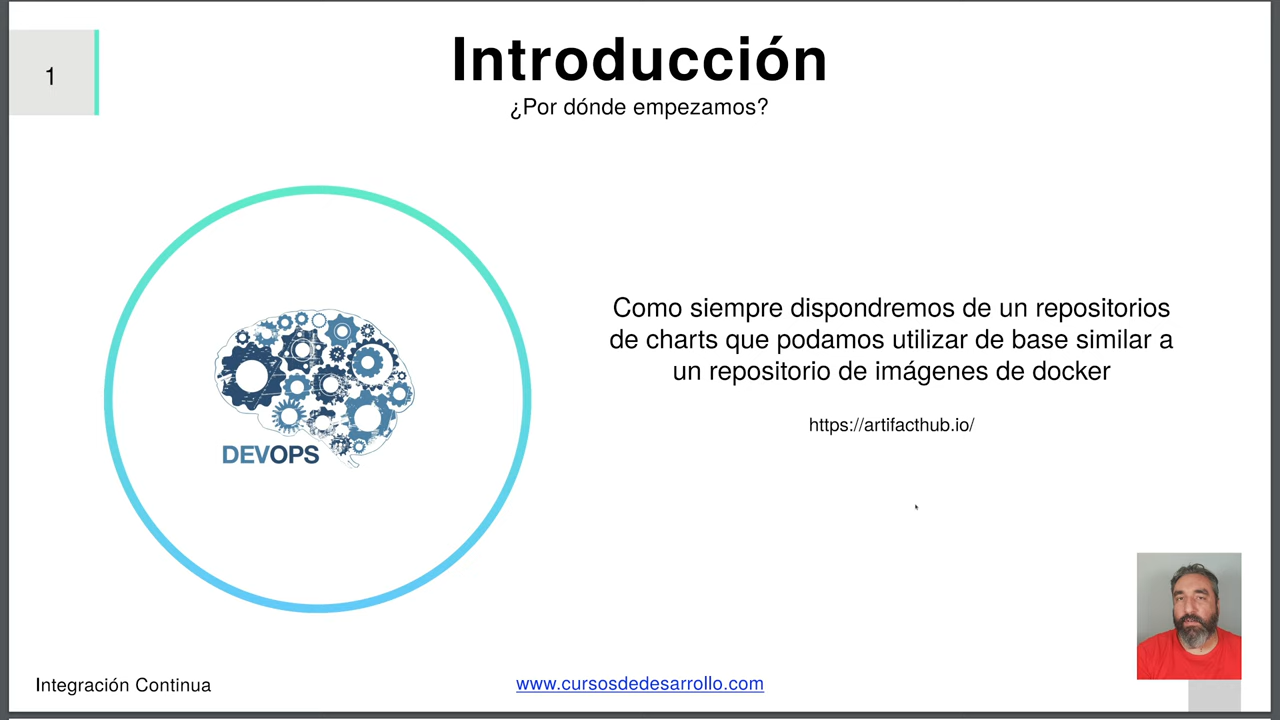 1
Introducción
¿Por dónde empezamos?
Como siempre dispondremos de un repositorios
de charts que podamos utilizar de base similar a
un repositorio de imágenes de docker
https://artifacthub.io/
DEVOPS
Integración Continua
www.cursosdedesarrollo.com